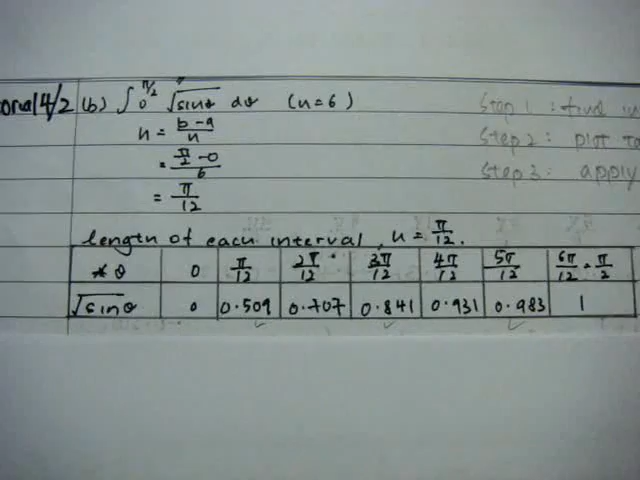 4/2 (b) ∫ 0 π/2 √sinθ dθ (n=6)
h = b-a / n
= π/2 - 0 / 6
= π/12
Step 1 : find
Step 2 : plot ta
Step 3 : apply
length of each interval, h = π/12.
θ 0 π/12 2π/12 3π/12 4π/12 5π/12 6π/12 = π/2
√sinθ 0 0.509 0.707 0.841 0.931 0.983 1